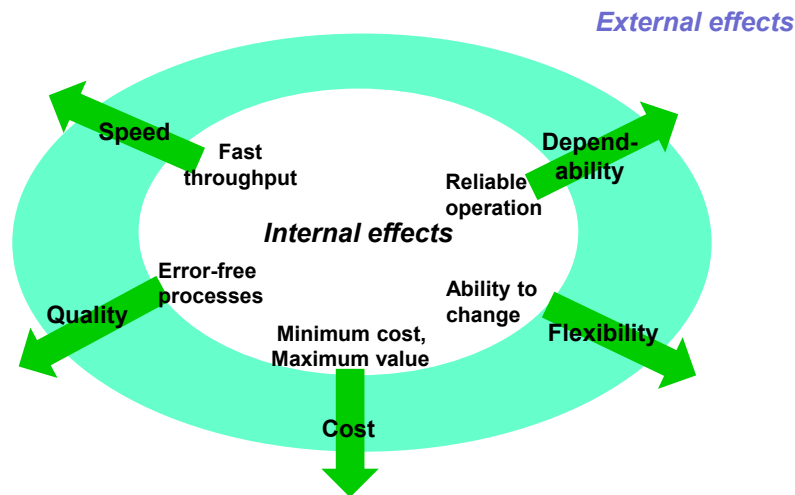 External effects
Speed
Fast
throughput
Depend-
ability
Reliable
operation
Internal effects
Error-free
processes
Quality
Ability to
change
Flexibility
Minimum cost,
Maximum value
Cost